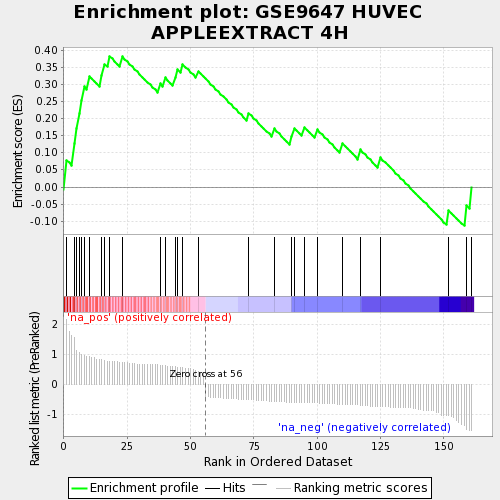 Enrichment plot: GSE9647 HUVEC
APPLEEXTRACT 4H
Enrichment score (ES)
0.40
0.35
0.30
0.25
0.20
0.15
0.10
0.05
0.00
-0.05
-0.10
'na_pos' (positively correlated)
Zero cross at 56
'na_neg' (negatively correlated)
Ranked list metric (PreRanked)
2
1
0
-1
0 25 50 75 100 125 150
Rank in Ordered Dataset
Enrichment profile Hits Ranking metric scores